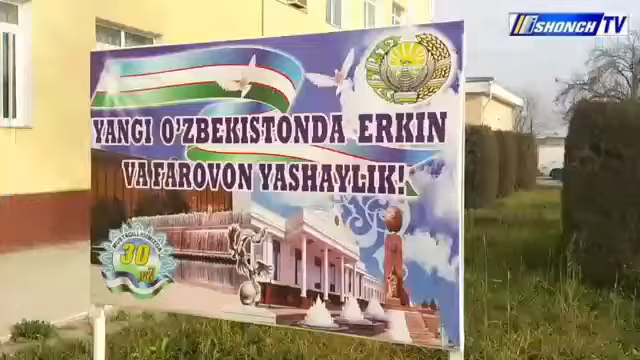 ISHONCH TV
YANGI O'ZBEKISTONDA ERKIN
VA FAROVON YASHAYLIK!
30